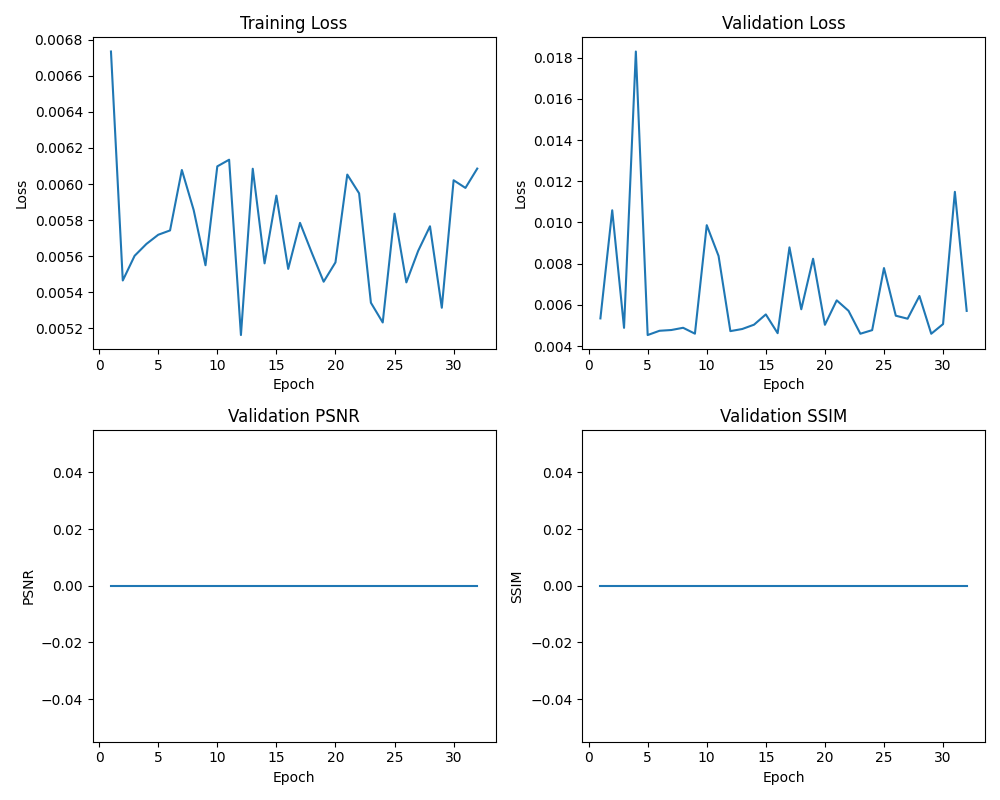 Training Loss
0.0068
0.0066
0.0064
0.0062
0.0060
0.0058
0.0056
0.0054
0.0052
Loss
0 5 10 15 20 25 30
Epoch
Validation Loss
0.018
0.016
0.014
0.012
0.010
0.008
0.006
0.004
Loss
0 5 10 15 20 25 30
Epoch
Validation PSNR
0.04
0.02
0.00
−0.02
−0.04
PSNR
0 5 10 15 20 25 30
Epoch
Validation SSIM
0.04
0.02
0.00
−0.02
−0.04
SSIM
0 5 10 15 20 25 30
Epoch